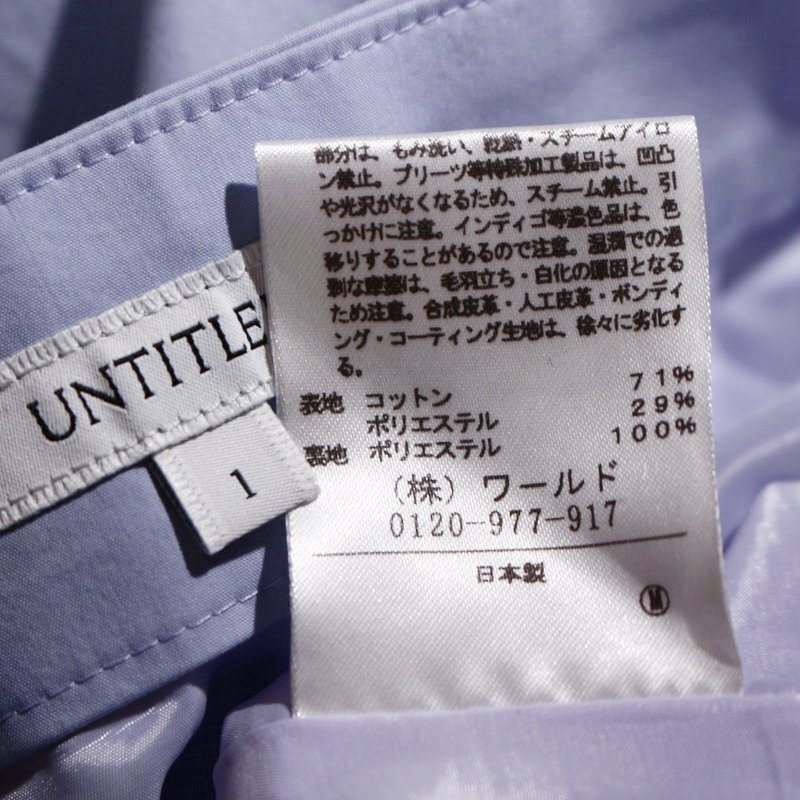 部分は、もみ洗い、乾燥・スチームアイロ
ン禁止。プリーツ等特殊加工製品は、凹凸
や光沢がなくなるため、スチーム禁止。引
っかけに注意。インディゴ等濃色品は、色
移りすることがあるので注意。湿潤での過
剰な摩擦は、毛羽立ち・白化の原因となる
ため注意。合成皮革・人工皮革・ボンディ
ング・コーティング生地は、徐々に劣化す
る。
表地 コットン 71%
ポリエステル 29%
裏地 ポリエステル 100%
(株) ワールド
0120-977-917
日本製
M
UNTITLE
1